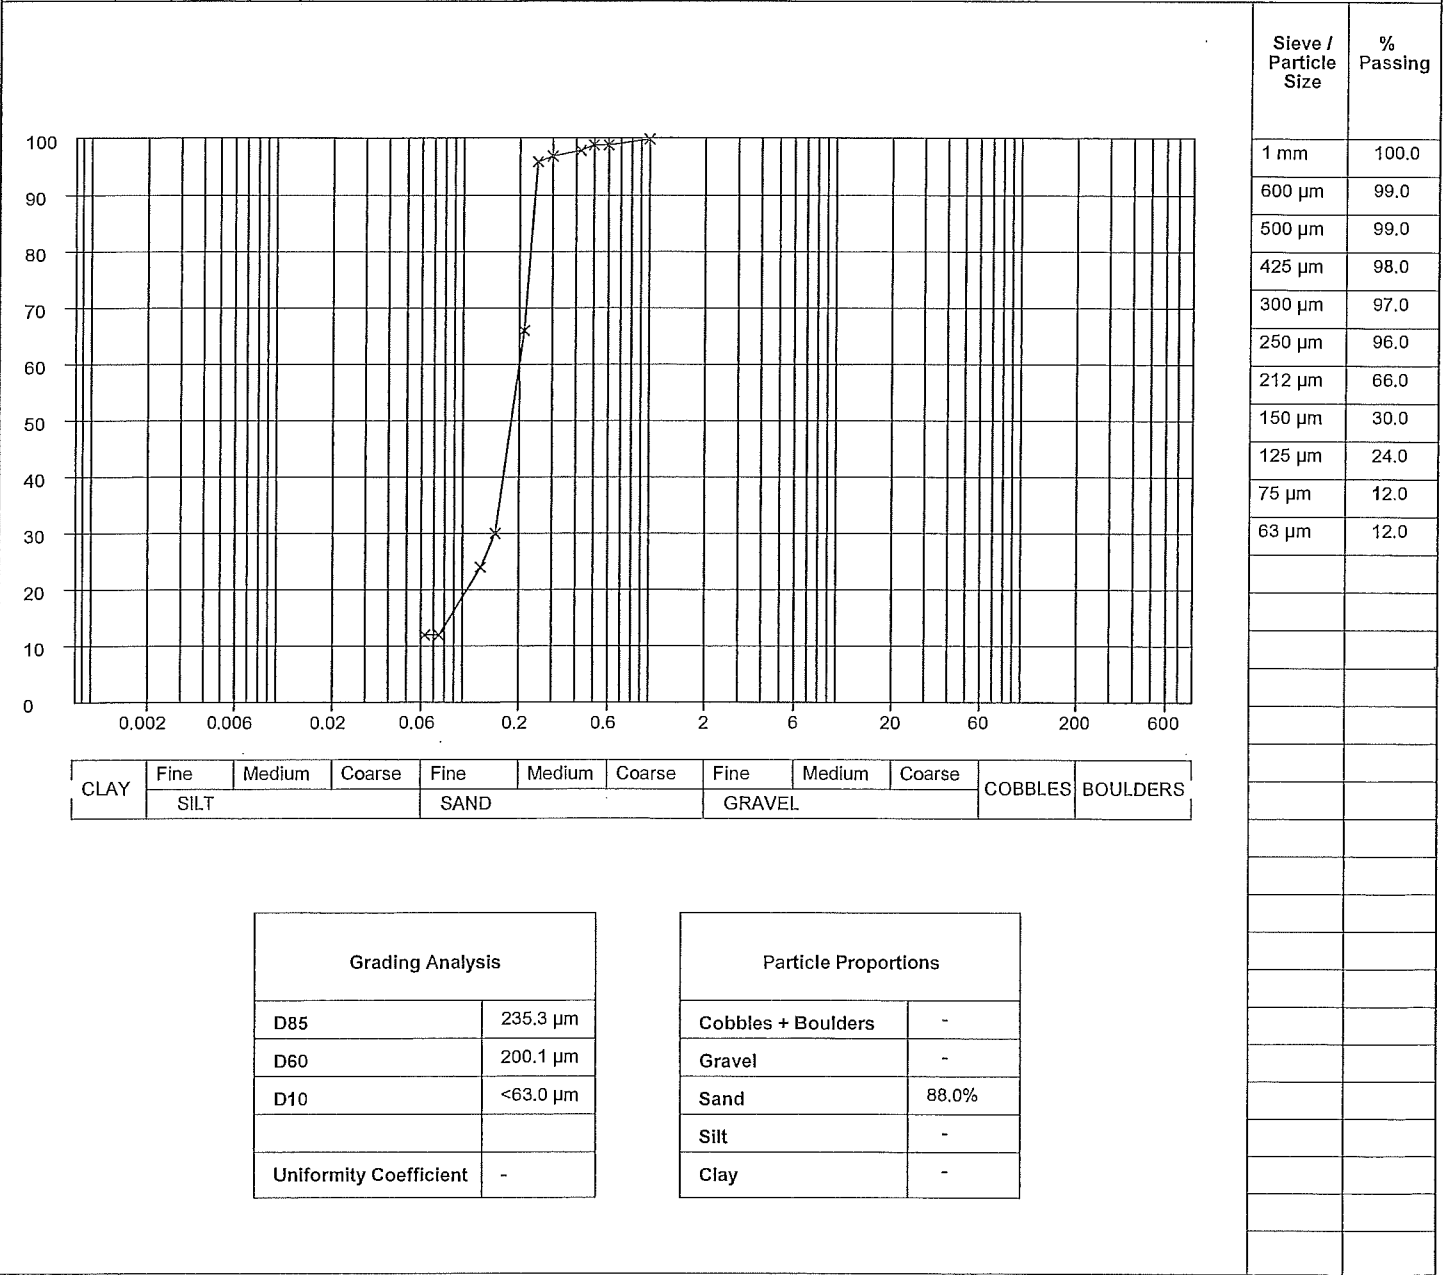 Sieve / Particle Size % Passing
1 mm 100.0
600 µm 99.0
500 µm 99.0
425 µm 98.0
300 µm 97.0
250 µm 96.0
212 µm 66.0
150 µm 30.0
125 µm 24.0
75 µm 12.0
63 µm 12.0
100
90
80
70
60
50
40
30
20
10
0
0.002 0.006 0.02 0.06 0.2 0.6 2 6 20 60 200 600
CLAY Fine Medium Coarse Fine Medium Coarse Fine Medium Coarse COBBLES BOULDERS
SILT SAND GRAVEL
Grading Analysis
D85 235.3 µm
D60 200.1 µm
D10 <63.0 µm
Uniformity Coefficient -
Particle Proportions
Cobbles + Boulders -
Gravel -
Sand 88.0%
Silt -
Clay -